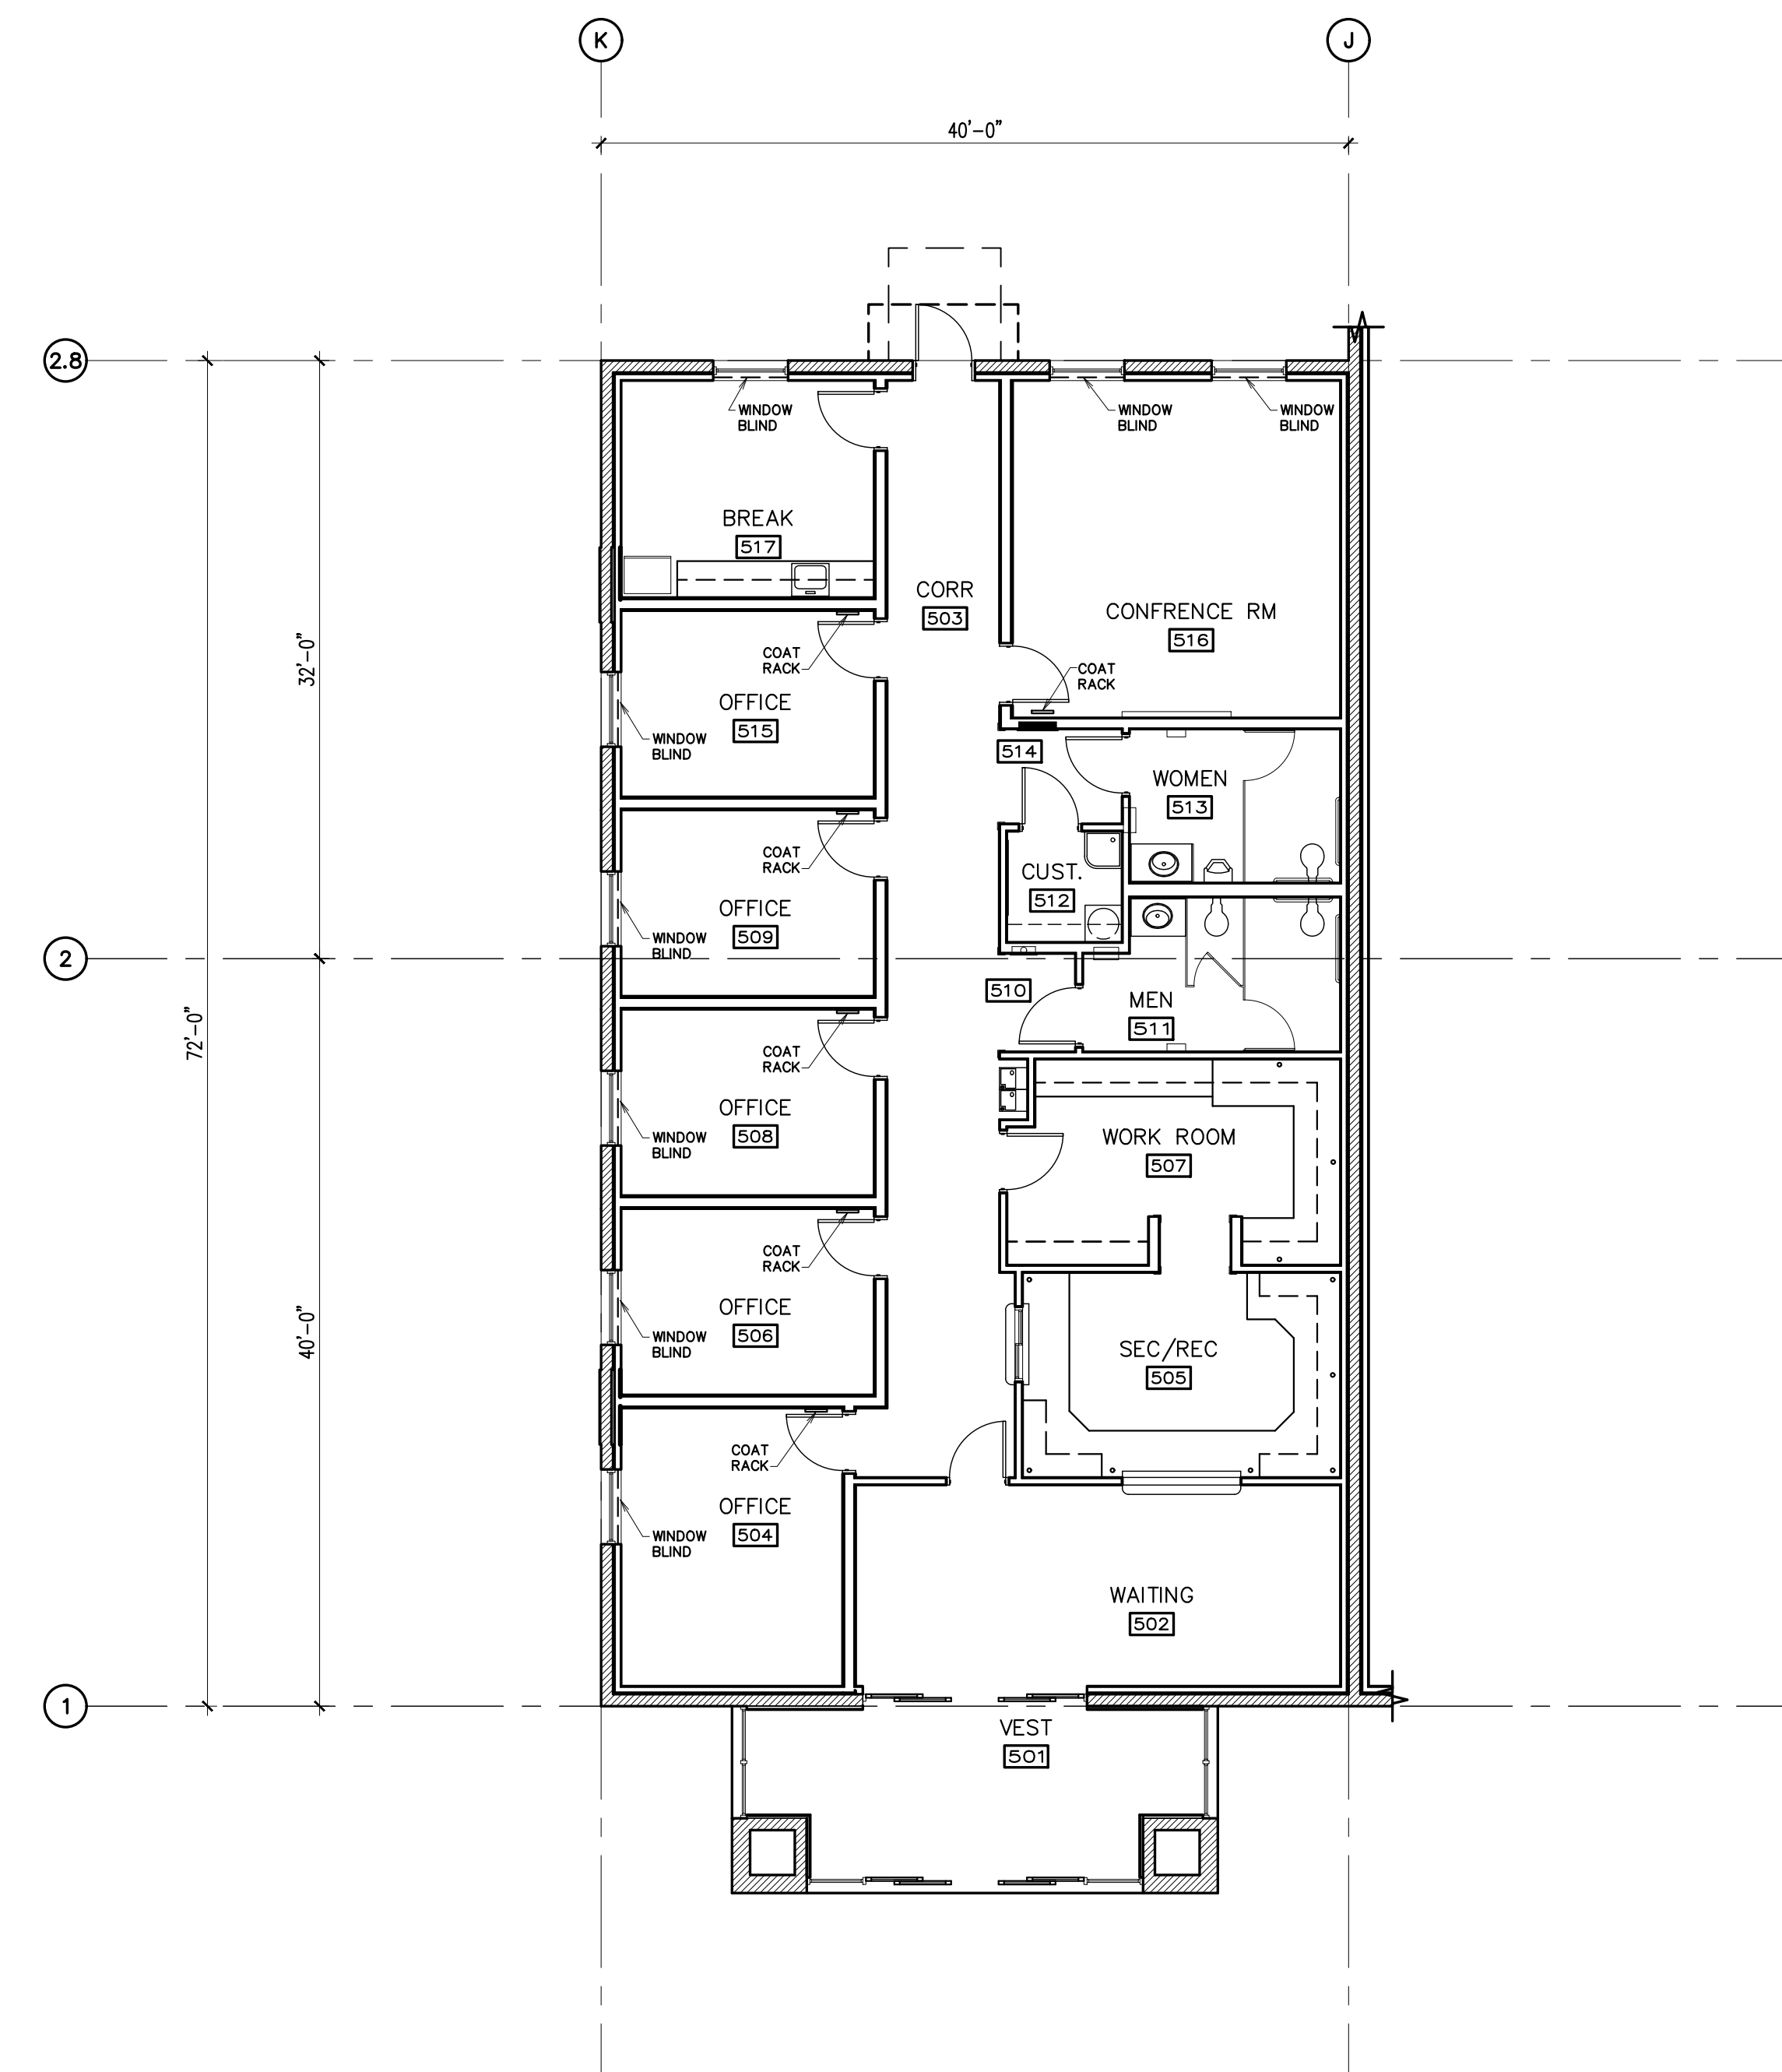 K
J
40'-0"
2.8
WINDOW
BLIND
WINDOW
BLIND
WINDOW
BLIND
BREAK
517
CORR
503
CONFRENCE RM
516
32'-0"
COAT
RACK
COAT
RACK
OFFICE
515
WINDOW
BLIND
514
WOMEN
513
COAT
RACK
CUST.
512
OFFICE
509
WINDOW
BLIND
2
510
MEN
511
72'-0"
COAT
RACK
OFFICE
508
WINDOW
BLIND
WORK ROOM
507
COAT
RACK
OFFICE
506
WINDOW
BLIND
40'-0"
SEC/REC
505
COAT
RACK
OFFICE
504
WINDOW
BLIND
WAITING
502
1
VEST
501